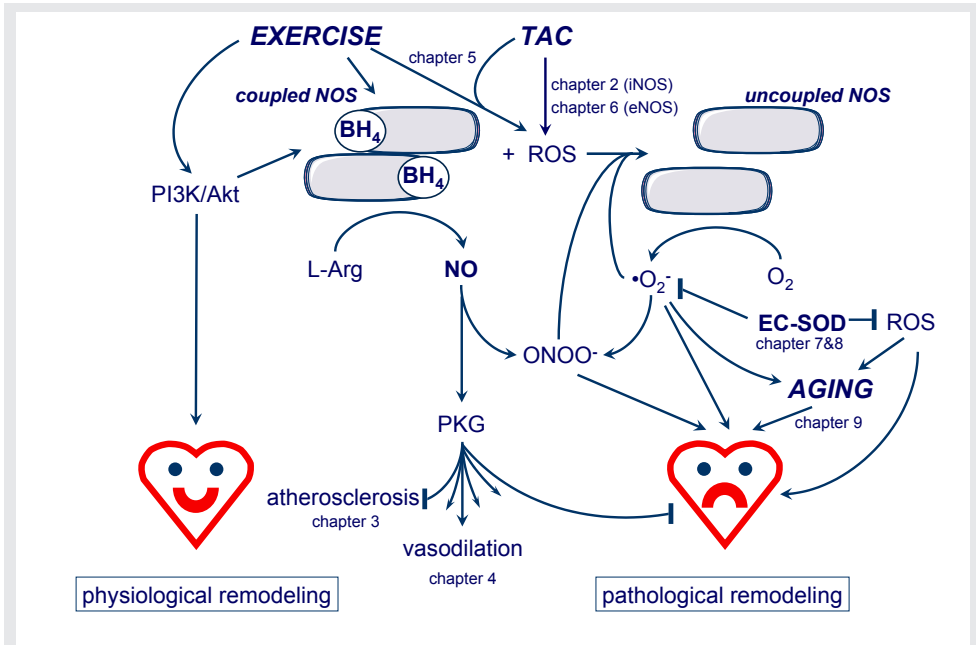 EXERCISE
TAC
chapter 5
chapter 2 (iNOS)
chapter 6 (eNOS)
coupled NOS
uncoupled NOS
BH4
BH4
+ ROS
PI3K/Akt
L-Arg
NO
•O2-
O2
EC-SOD
ROS
chapter 7&8
ONOO-
AGING
chapter 9
PKG
atherosclerosis
chapter 3
vasodilation
chapter 4
physiological remodeling
pathological remodeling